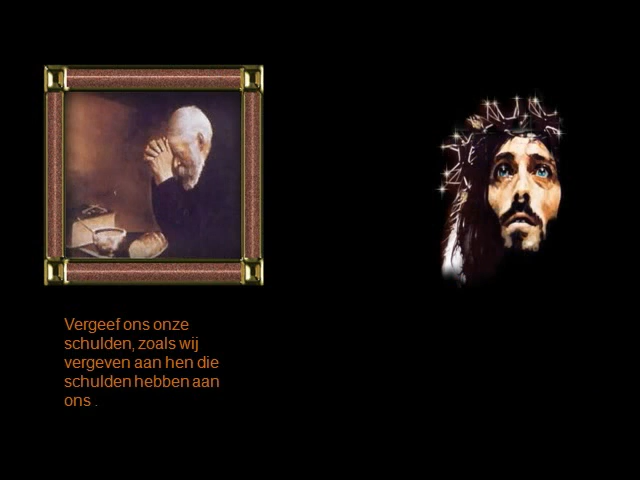 Vergeef ons onze
schulden, zoals wij
vergeven aan hen die
schulden hebben aan
ons .